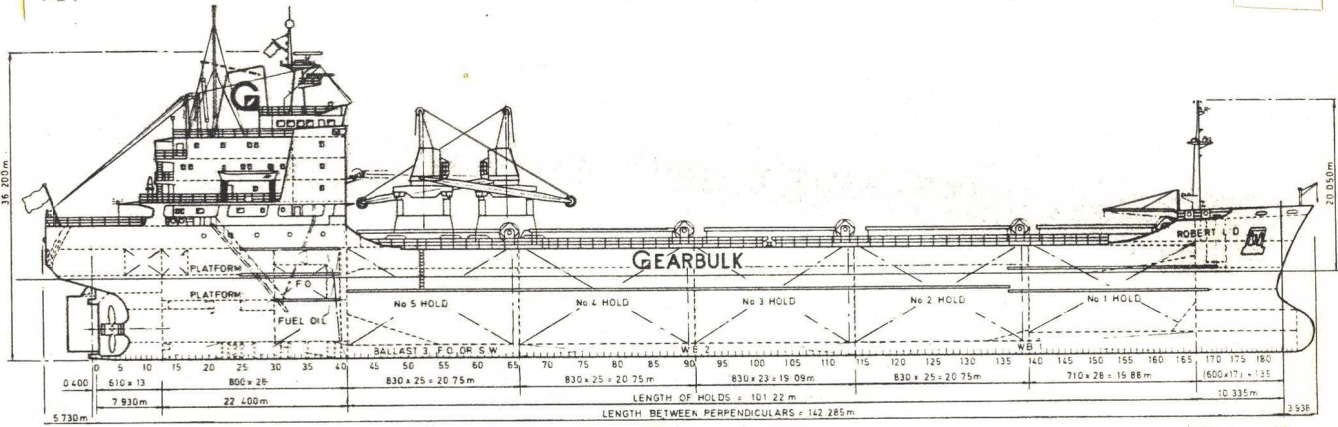 G
36 200m
20 050m
ROBERT L D
GEARBULK
PLATFORM
F O
PLATFORM
FUEL OIL
No 5 HOLD No 4 HOLD No 3 HOLD No 2 HOLD No 1 HOLD
BALLAST 3, F.O. OR S.W W B 2 W B 1
0 5 10 15 20 25 30 35 40 45 50 55 60 65 70 75 80 85 90 95 100 105 110 115 120 125 130 135 140 145 150 155 160 165 170 175 180
0.400 610 x 13 800 x 28 830 x 25 = 20 75m 830 x 25 = 20 75m 830 x 23 = 19 09m 830 x 25 = 20 75m 710 x 28 = 19 88m (600x17) + 135
7 930m 22 400m LENGTH OF HOLDS = 101 22 m 10 335m
5 730m LENGTH BETWEEN PERPENDICULARS = 142 285m 3 936